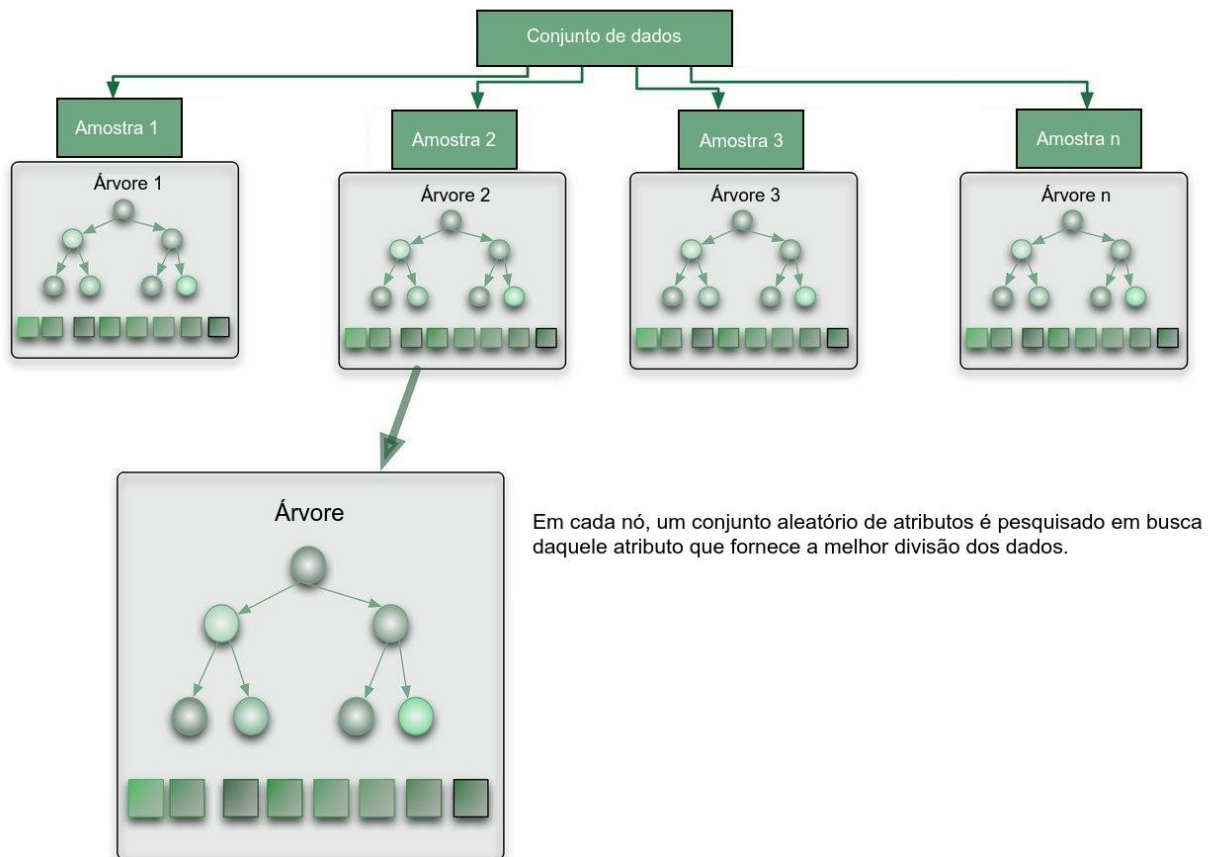 Conjunto de dados
Amostra 1
Amostra 2
Amostra 3
Amostra n
Árvore 1
Árvore 2
Árvore 3
Árvore n
Árvore
Em cada nó, um conjunto aleatório de atributos é pesquisado em busca
daquele atributo que fornece a melhor divisão dos dados.